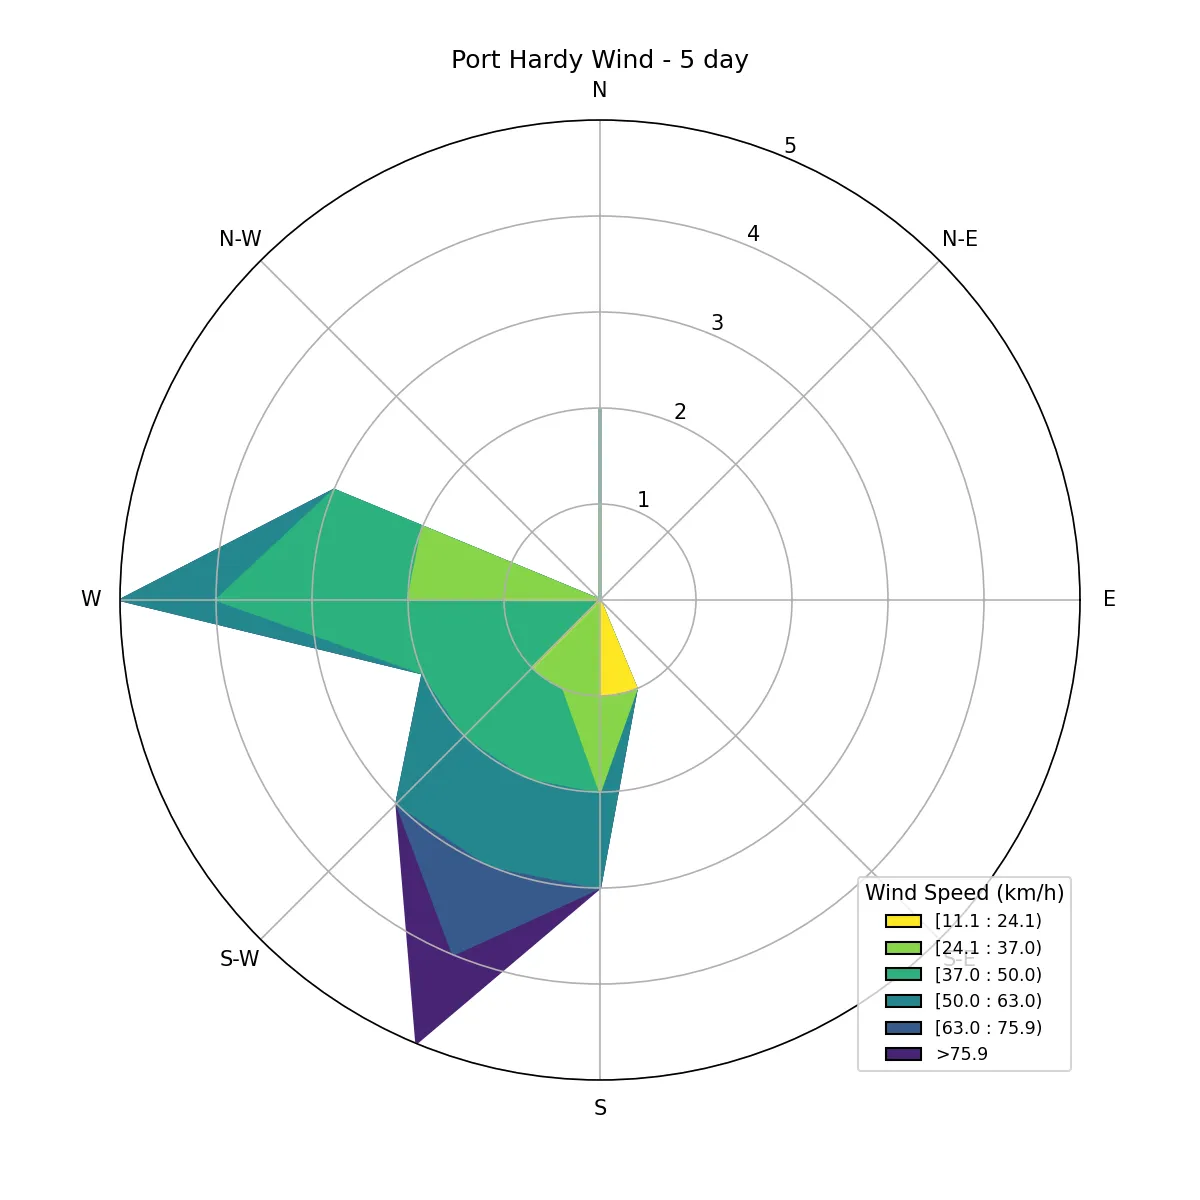 Port Hardy Wind - 5 day
N
5
N-W
4
N-E
3
2
1
W
E
Wind Speed (km/h)
[11.1 : 24.1)
[24.1 : 37.0)
S-W
S-E
[37.0 : 50.0)
[50.0 : 63.0)
[63.0 : 75.9)
>75.9
S